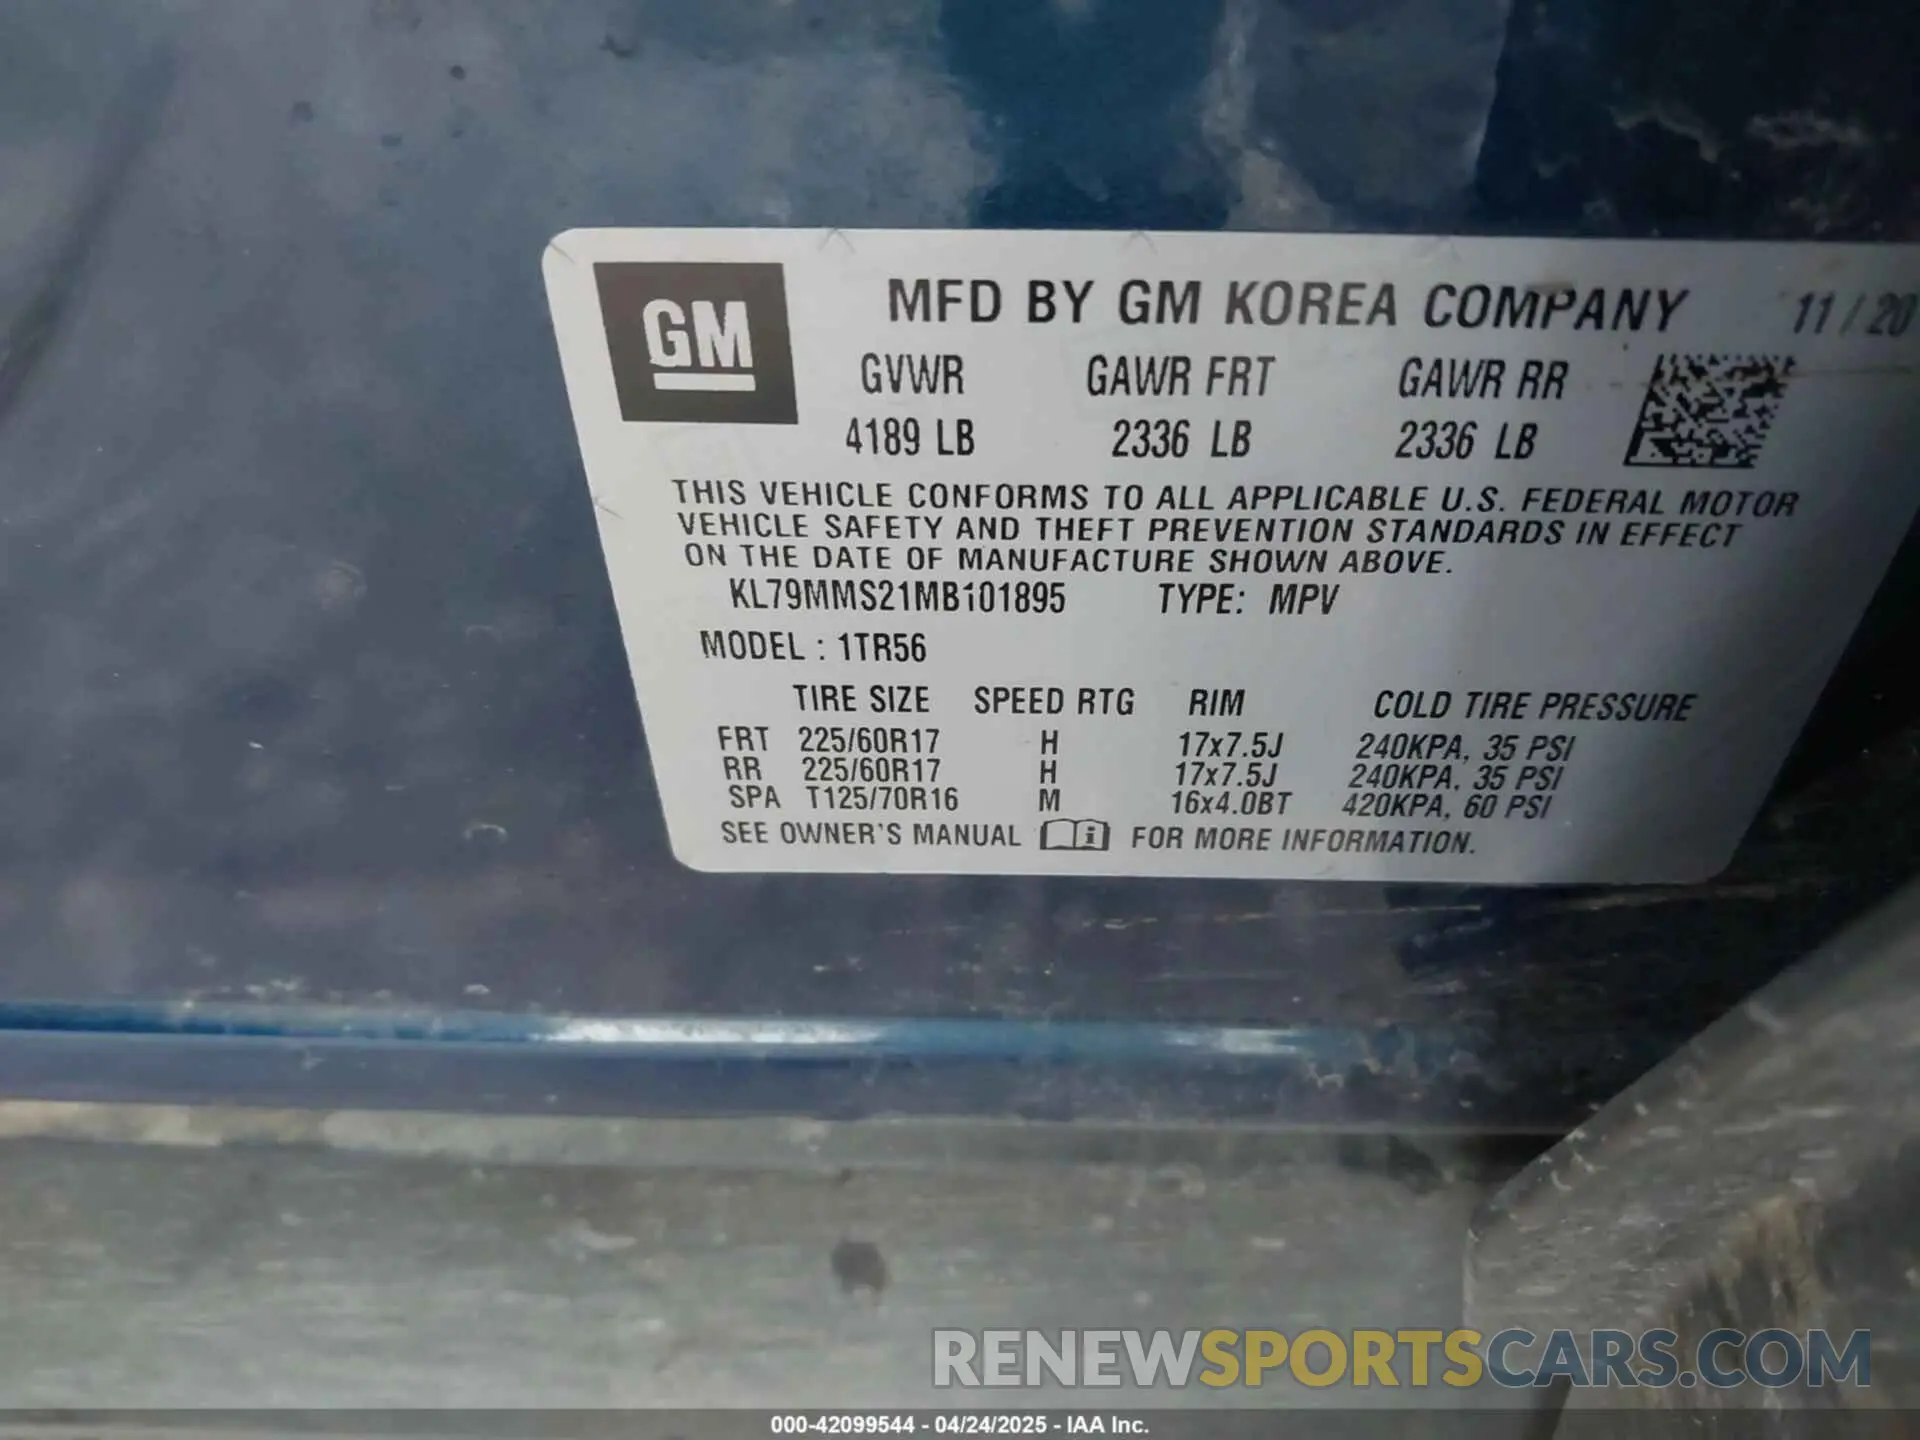 GM
MFD BY GM KOREA COMPANY 11/20
GVWR GAWR FRT GAWR RR
4189 LB 2336 LB 2336 LB
THIS VEHICLE CONFORMS TO ALL APPLICABLE U.S. FEDERAL MOTOR
VEHICLE SAFETY AND THEFT PREVENTION STANDARDS IN EFFECT
ON THE DATE OF MANUFACTURE SHOWN ABOVE.
KL79MMS21MB101895 TYPE: MPV
MODEL : 1TR56
TIRE SIZE SPEED RTG RIM COLD TIRE PRESSURE
FRT 225/60R17 H 17x7.5J 240KPA, 35 PSI
RR 225/60R17 H 17x7.5J 240KPA, 35 PSI
SPA T125/70R16 M 16x4.0BT 420KPA, 60 PSI
SEE OWNER'S MANUAL i FOR MORE INFORMATION.
RENEWSPORTSCARS.COM
000-42099544 - 04/24/2025 - IAA Inc.